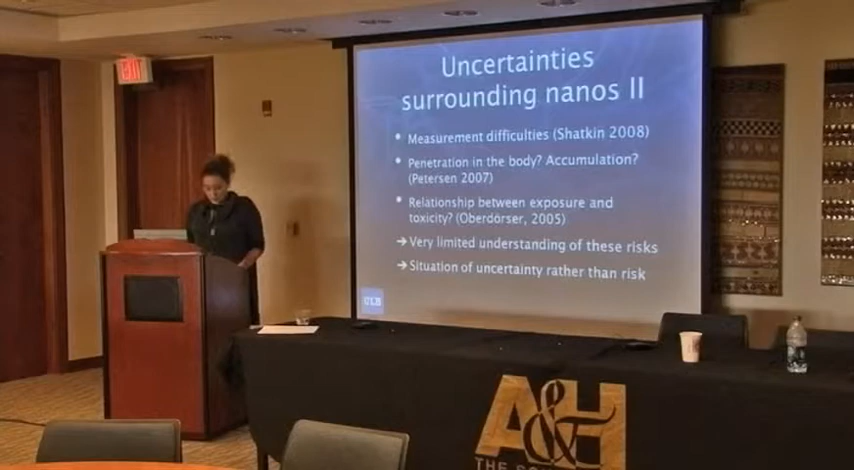 EXIT
Uncertainties
surrounding nanos II
• Measurement difficulties (Shatkin 2008)
• Penetration in the body? Accumulation?
(Petersen 2007)
• Relationship between exposure and
toxicity? (Oberdörser, 2005)
➔ Very limited understanding of these risks
➔ Situation of uncertainty rather than risk
ULB
A&H
THE